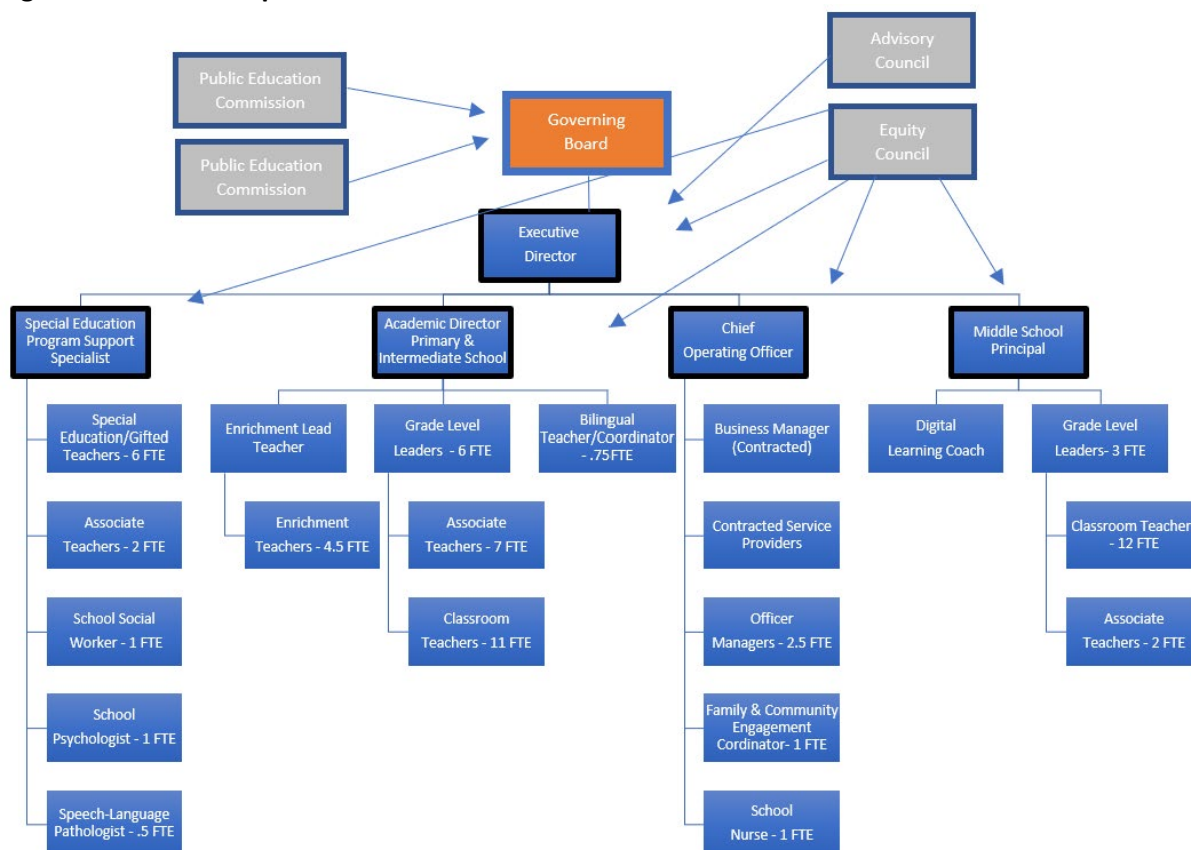 Advisory
Council
Public Education
Commission
Governing
Board
Equity
Council
Public Education
Commission
Executive
Director
Special Education
Program Support
Specialist
Academic Director
Primary &
Intermediate School
Chief
Operating Officer
Middle School
Principal
Special
Education/Gifted
Teachers - 6 FTE
Enrichment Lead
Teacher
Grade Level
Leaders - 6 FTE
Bilingual
Teacher/Coordinator
- .75FTE
Business Manager
(Contracted)
Digital
Learning Coach
Grade Level
Leaders- 3 FTE
Associate
Teachers - 2 FTE
Enrichment
Teachers - 4.5 FTE
Associate
Teachers - 7 FTE
Contracted Service
Providers
Classroom Teacher
- 12 FTE
School Social
Worker - 1 FTE
Classroom
Teachers - 11 FTE
Officer
Managers - 2.5 FTE
Associate
Teachers - 2 FTE
School
Psychologist - 1 FTE
Family & Community
Engagement
Cordinator- 1 FTE
Speech-Language
Pathologist - .5 FTE
School
Nurse - 1 FTE